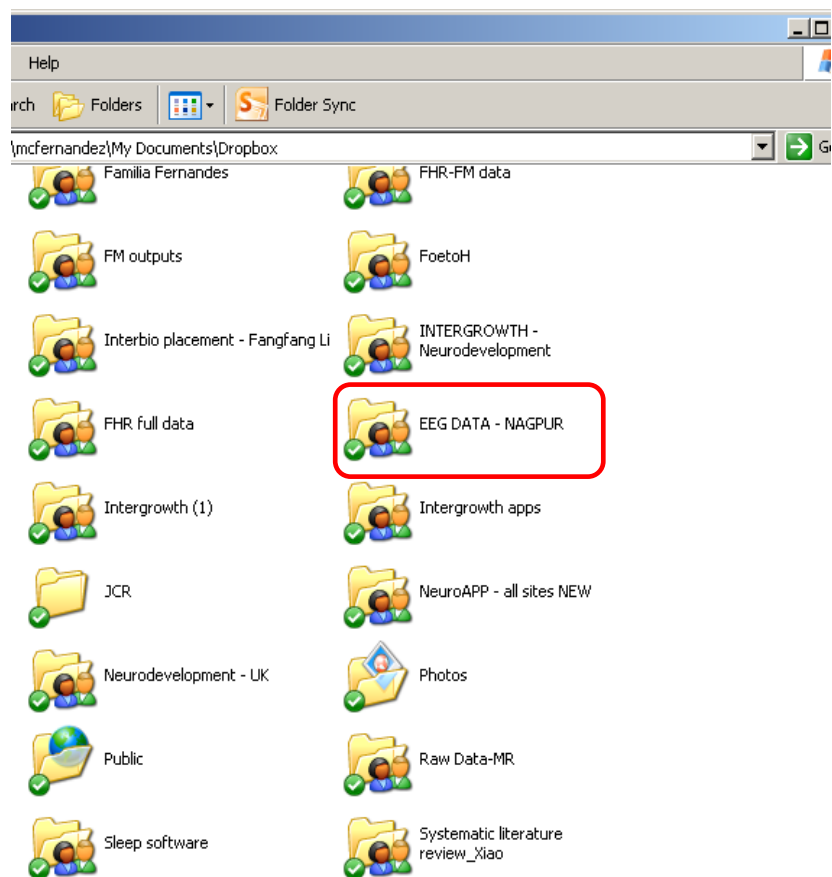 Help
rch Folders Folder Sync
\mcfernandez\My Documents\Dropbox G
Familia Fernandes
FHR-FM data
FM outputs
FoetoH
Interbio placement - Fangfang Li
INTERGROWTH -
Neurodevelopment
FHR full data
EEG DATA - NAGPUR
Intergrowth (1)
Intergrowth apps
JCR
NeuroAPP - all sites NEW
Neurodevelopment - UK
Photos
Public
Raw Data-MR
Sleep software
Systematic literature
review_Xiao